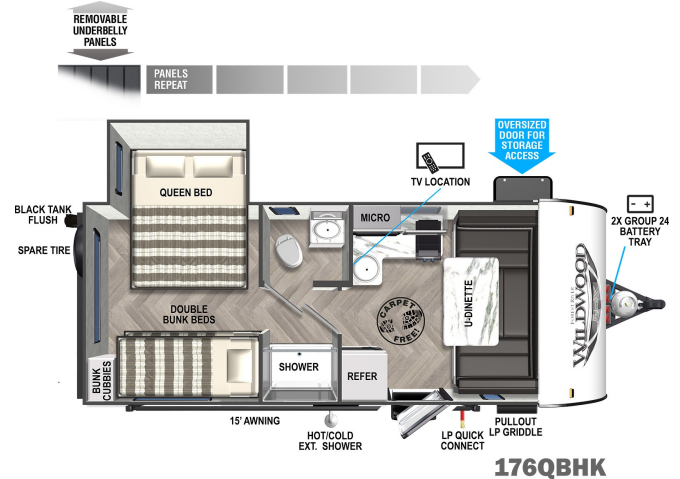 REMOVABLE
UNDERBELLY
PANELS
PANELS
REPEAT
OVERSIZED
DOOR FOR
STORAGE
ACCESS
TV LOCATION
- +
2X GROUP 24
BATTERY
TRAY
QUEEN BED
MICRO
BLACK TANK
FLUSH
SPARE TIRE
U-DINETTE
FOREST RIVER
WILDWOOD
DOUBLE
BUNK BEDS
CARPET
FREE!
SHOWER
REFER
BUNK
CUBBIES
15' AWNING
HOT/COLD
EXT. SHOWER
LP QUICK
CONNECT
PULLOUT
LP GRIDDLE
176QBHK